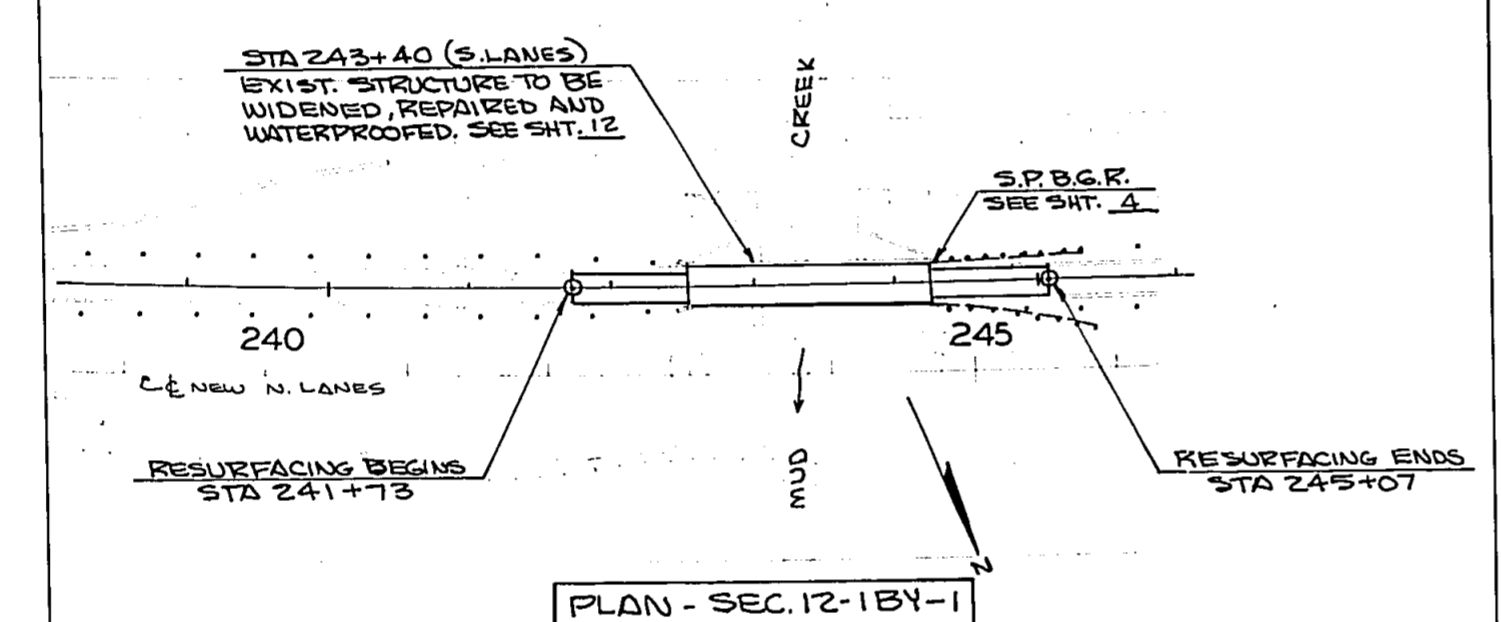 STA 243+40 (S. LANES)
EXIST. STRUCTURE TO BE
WIDENED, REPAIRED AND
WATERPROOFED. SEE SHT. 12
CREEK
S.P.B.G.R.
SEE SHT. 4
240
245
℄ NEW N. LANES
RESURFACING BEGINS
STA 241+73
MUD
RESURFACING ENDS
STA 245+07
N
PLAN - SEC. 12-1BY-1